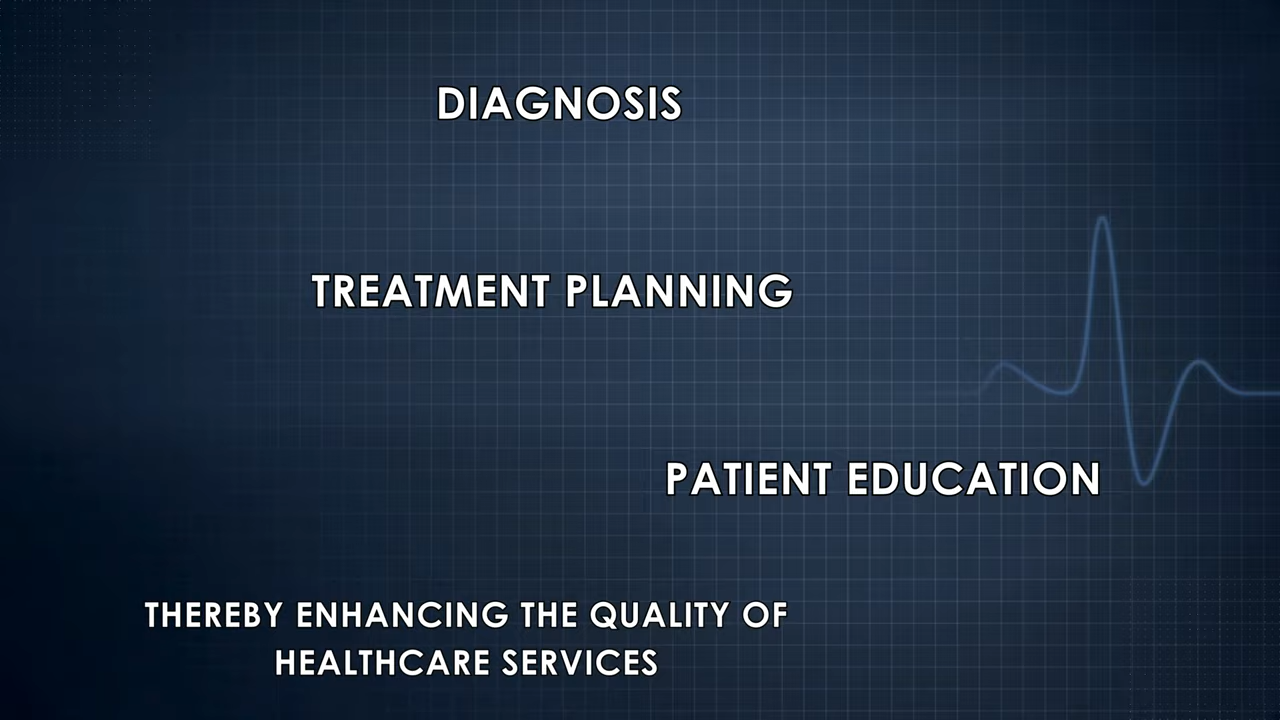 DIAGNOSIS
TREATMENT PLANNING
PATIENT EDUCATION
THEREBY ENHANCING THE QUALITY OF
HEALTHCARE SERVICES